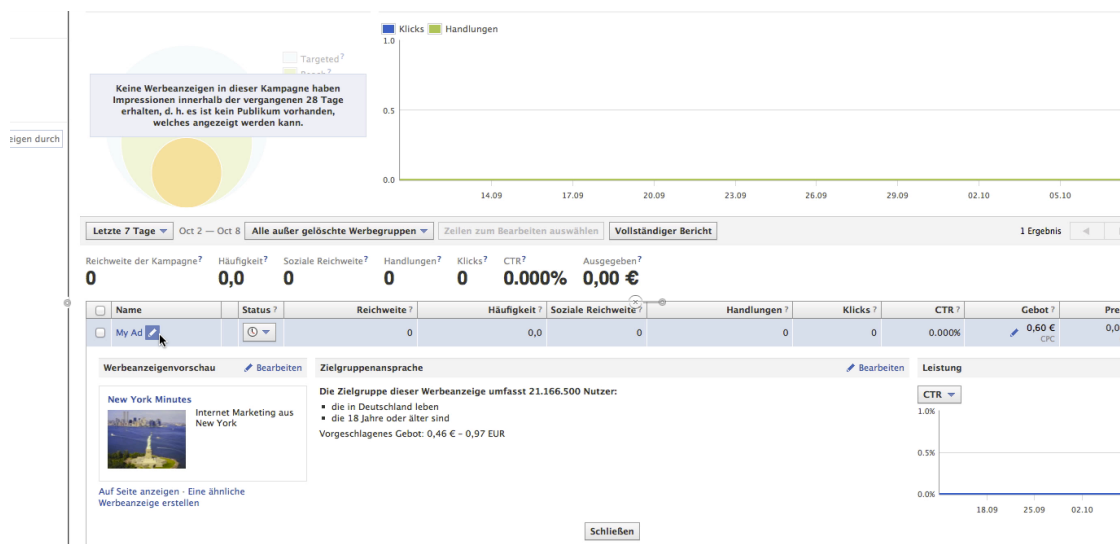 Klicks Handlungen
1.0
Targeted?
Reach?
Keine Werbeanzeigen in dieser Kampagne haben
Impressionen innerhalb der vergangenen 28 Tage
erhalten, d. h. es ist kein Publikum vorhanden,
welches angezeigt werden kann.
0.5
eigen durch
0.0
14.09 17.09 20.09 23.09 26.09 29.09 02.10 05.10
Letzte 7 Tage Oct 2 — Oct 8 Alle außer gelöschte Werbegruppen Zeilen zum Bearbeiten auswählen Vollständiger Bericht 1 Ergebnis
Reichweite der Kampagne? Häufigkeit? Soziale Reichweite? Handlungen? Klicks? CTR? Ausgegeben?
0 0,0 0 0 0 0.000% 0,00 €
Name Status ? Reichweite ? Häufigkeit ? Soziale Reichweite ? Handlungen ? Klicks ? CTR ? Gebot ? Pre
My Ad 0 0,0 0 0 0 0.000% 0,60 € 0,0
CPC
Werbeanzeigenvorschau Bearbeiten Zielgruppenansprache Bearbeiten Leistung
New York Minutes
Internet Marketing aus
New York
Die Zielgruppe dieser Werbeanzeige umfasst 21.166.500 Nutzer:
die in Deutschland leben
die 18 Jahre oder älter sind
Vorgeschlagenes Gebot: 0,46 € – 0,97 EUR
CTR
1.0%
0.5%
0.0%
18.09 25.09 02.10
Auf Seite anzeigen · Eine ähnliche
Werbeanzeige erstellen
Schließen